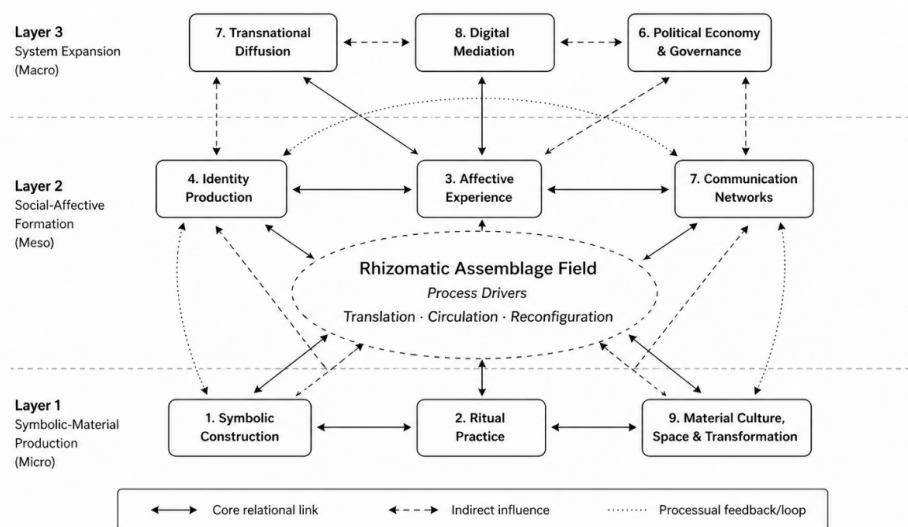 Layer 3
System Expansion
(Macro)
7. Transnational
Diffusion
8. Digital
Mediation
6. Political Economy
& Governance
Layer 2
Social-Affective
Formation
(Meso)
4. Identity
Production
3. Affective
Experience
7. Communication
Networks
Rhizomatic Assemblage Field
Process Drivers
Translation · Circulation · Reconfiguration
Layer 1
Symbolic-Material
Production
(Micro)
1. Symbolic
Construction
2. Ritual
Practice
9. Material Culture,
Space & Transformation
Core relational link
Indirect influence
Processual feedback/loop